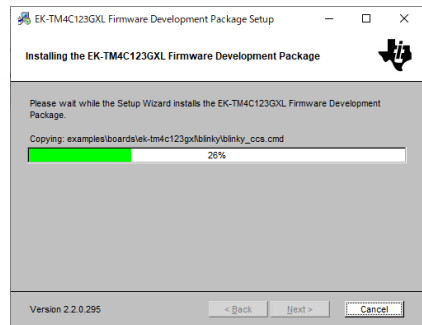 EK-TM4C123GXL Firmware Development Package Setup
Installing the EK-TM4C123GXL Firmware Development Package
Please wait while the Setup Wizard installs the EK-TM4C123GXL Firmware Development
Package.
Copying: examples\boards\ek-tm4c123gxl\blinky\blinky_ccs.cmd
26%
Version 2.2.0.295
< Back
Next >
Cancel